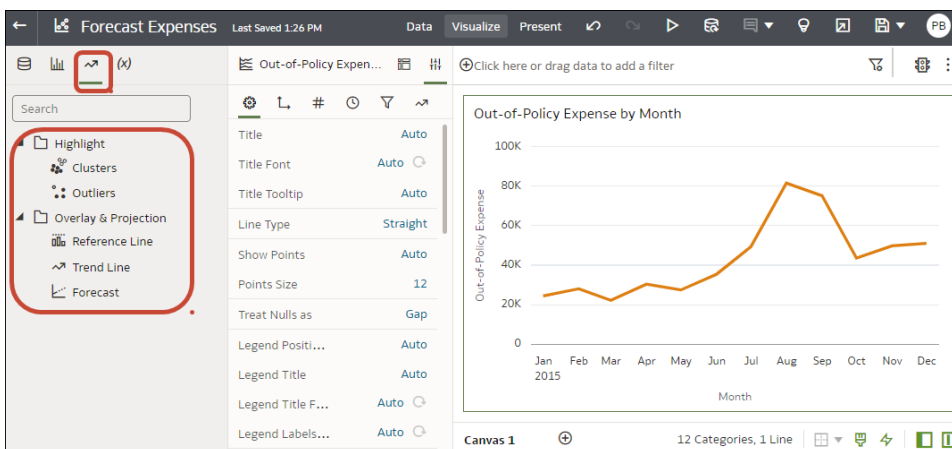 Forecast Expenses Last Saved 1:26 PM Data Visualize Present PB
(x) Out-of-Policy Expen... Click here or drag data to add a filter
Search
Highlight
Clusters
Outliers
Overlay & Projection
Reference Line
Trend Line
Forecast
#
Title Auto
Title Font Auto
Title Tooltip Auto
Line Type Straight
Show Points Auto
Points Size 12
Treat Nulls as Gap
Legend Positi... Auto
Legend Title Auto
Legend Title F... Auto
Legend Labels... Auto
Out-of-Policy Expense by Month
Out-of-Policy Expense
100K
80K
60K
40K
20K
0
Jan Feb Mar Apr May Jun Jul Aug Sep Oct Nov Dec
2015
Month
Canvas 1 12 Categories, 1 Line